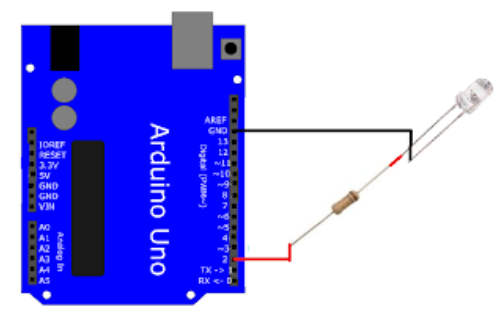 AREF
GND
13
12
~11
~10
~9
8
7
~6
~5
4
~3
2
TX -> 1
RX <- 0
Digital (PWM~)
Arduino Uno
IOREF
RESET
3.3V
5V
GND
GND
VIN
A0
A1
A2
A3
A4
A5
Analog In